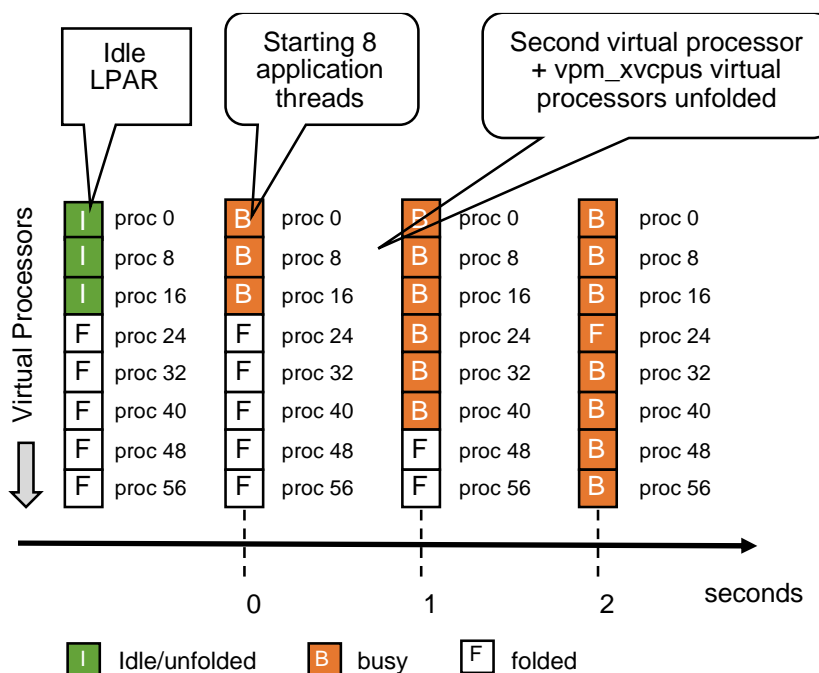 Idle
LPAR
Starting 8
application
threads
Second virtual processor
+ vpm_xvcpus virtual
processors unfolded
Virtual Processors
I proc 0 B proc 0 B proc 0 B proc 0
I proc 8 B proc 8 B proc 8 B proc 8
I proc 16 B proc 16 B proc 16 B proc 16
F proc 24 F proc 24 B proc 24 F proc 24
F proc 32 F proc 32 B proc 32 B proc 32
F proc 40 F proc 40 B proc 40 B proc 40
F proc 48 F proc 48 F proc 48 B proc 48
F proc 56 F proc 56 F proc 56 B proc 56
0 1 2 seconds
I Idle/unfolded B busy F folded